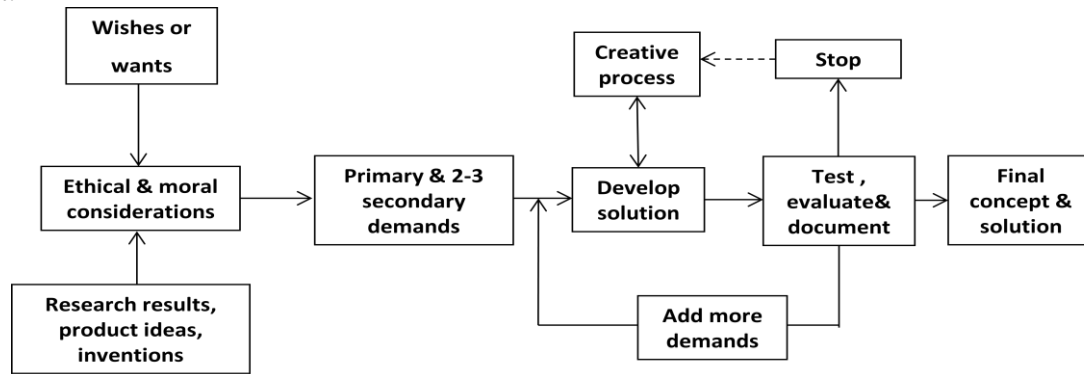 Wishes or
wants
Ethical & moral
considerations
Research results,
product ideas,
inventions
Primary & 2-3
secondary
demands
Creative
process
Stop
Develop
solution
Test ,
evaluate&
document
Final
concept &
solution
Add more
demands